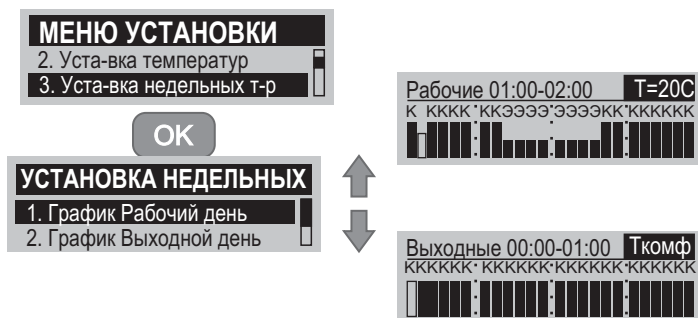 МЕНЮ УСТАНОВКИ
2. Уста-вка температур
3. Уста-вка недельных т-р
OK
УСТАНОВКА НЕДЕЛЬНЫХ
1. График Рабочий день
2. График Выходной день
Рабочие 01:00-02:00 T=20C
К КККК КККЭЭЭЭ ЭЭЭЭКК КККККК
Выходные 00:00-01:00 Ткомф
КККККК КККККК КККККК КККККК